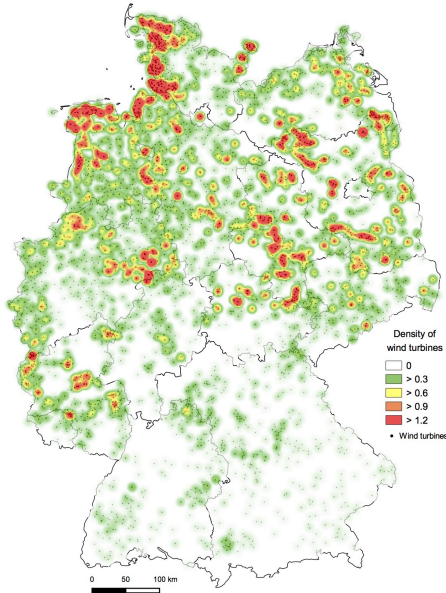 Density of
wind turbines
0
> 0.3
> 0.6
> 0.9
> 1.2
Wind turbines
0 50 100 km